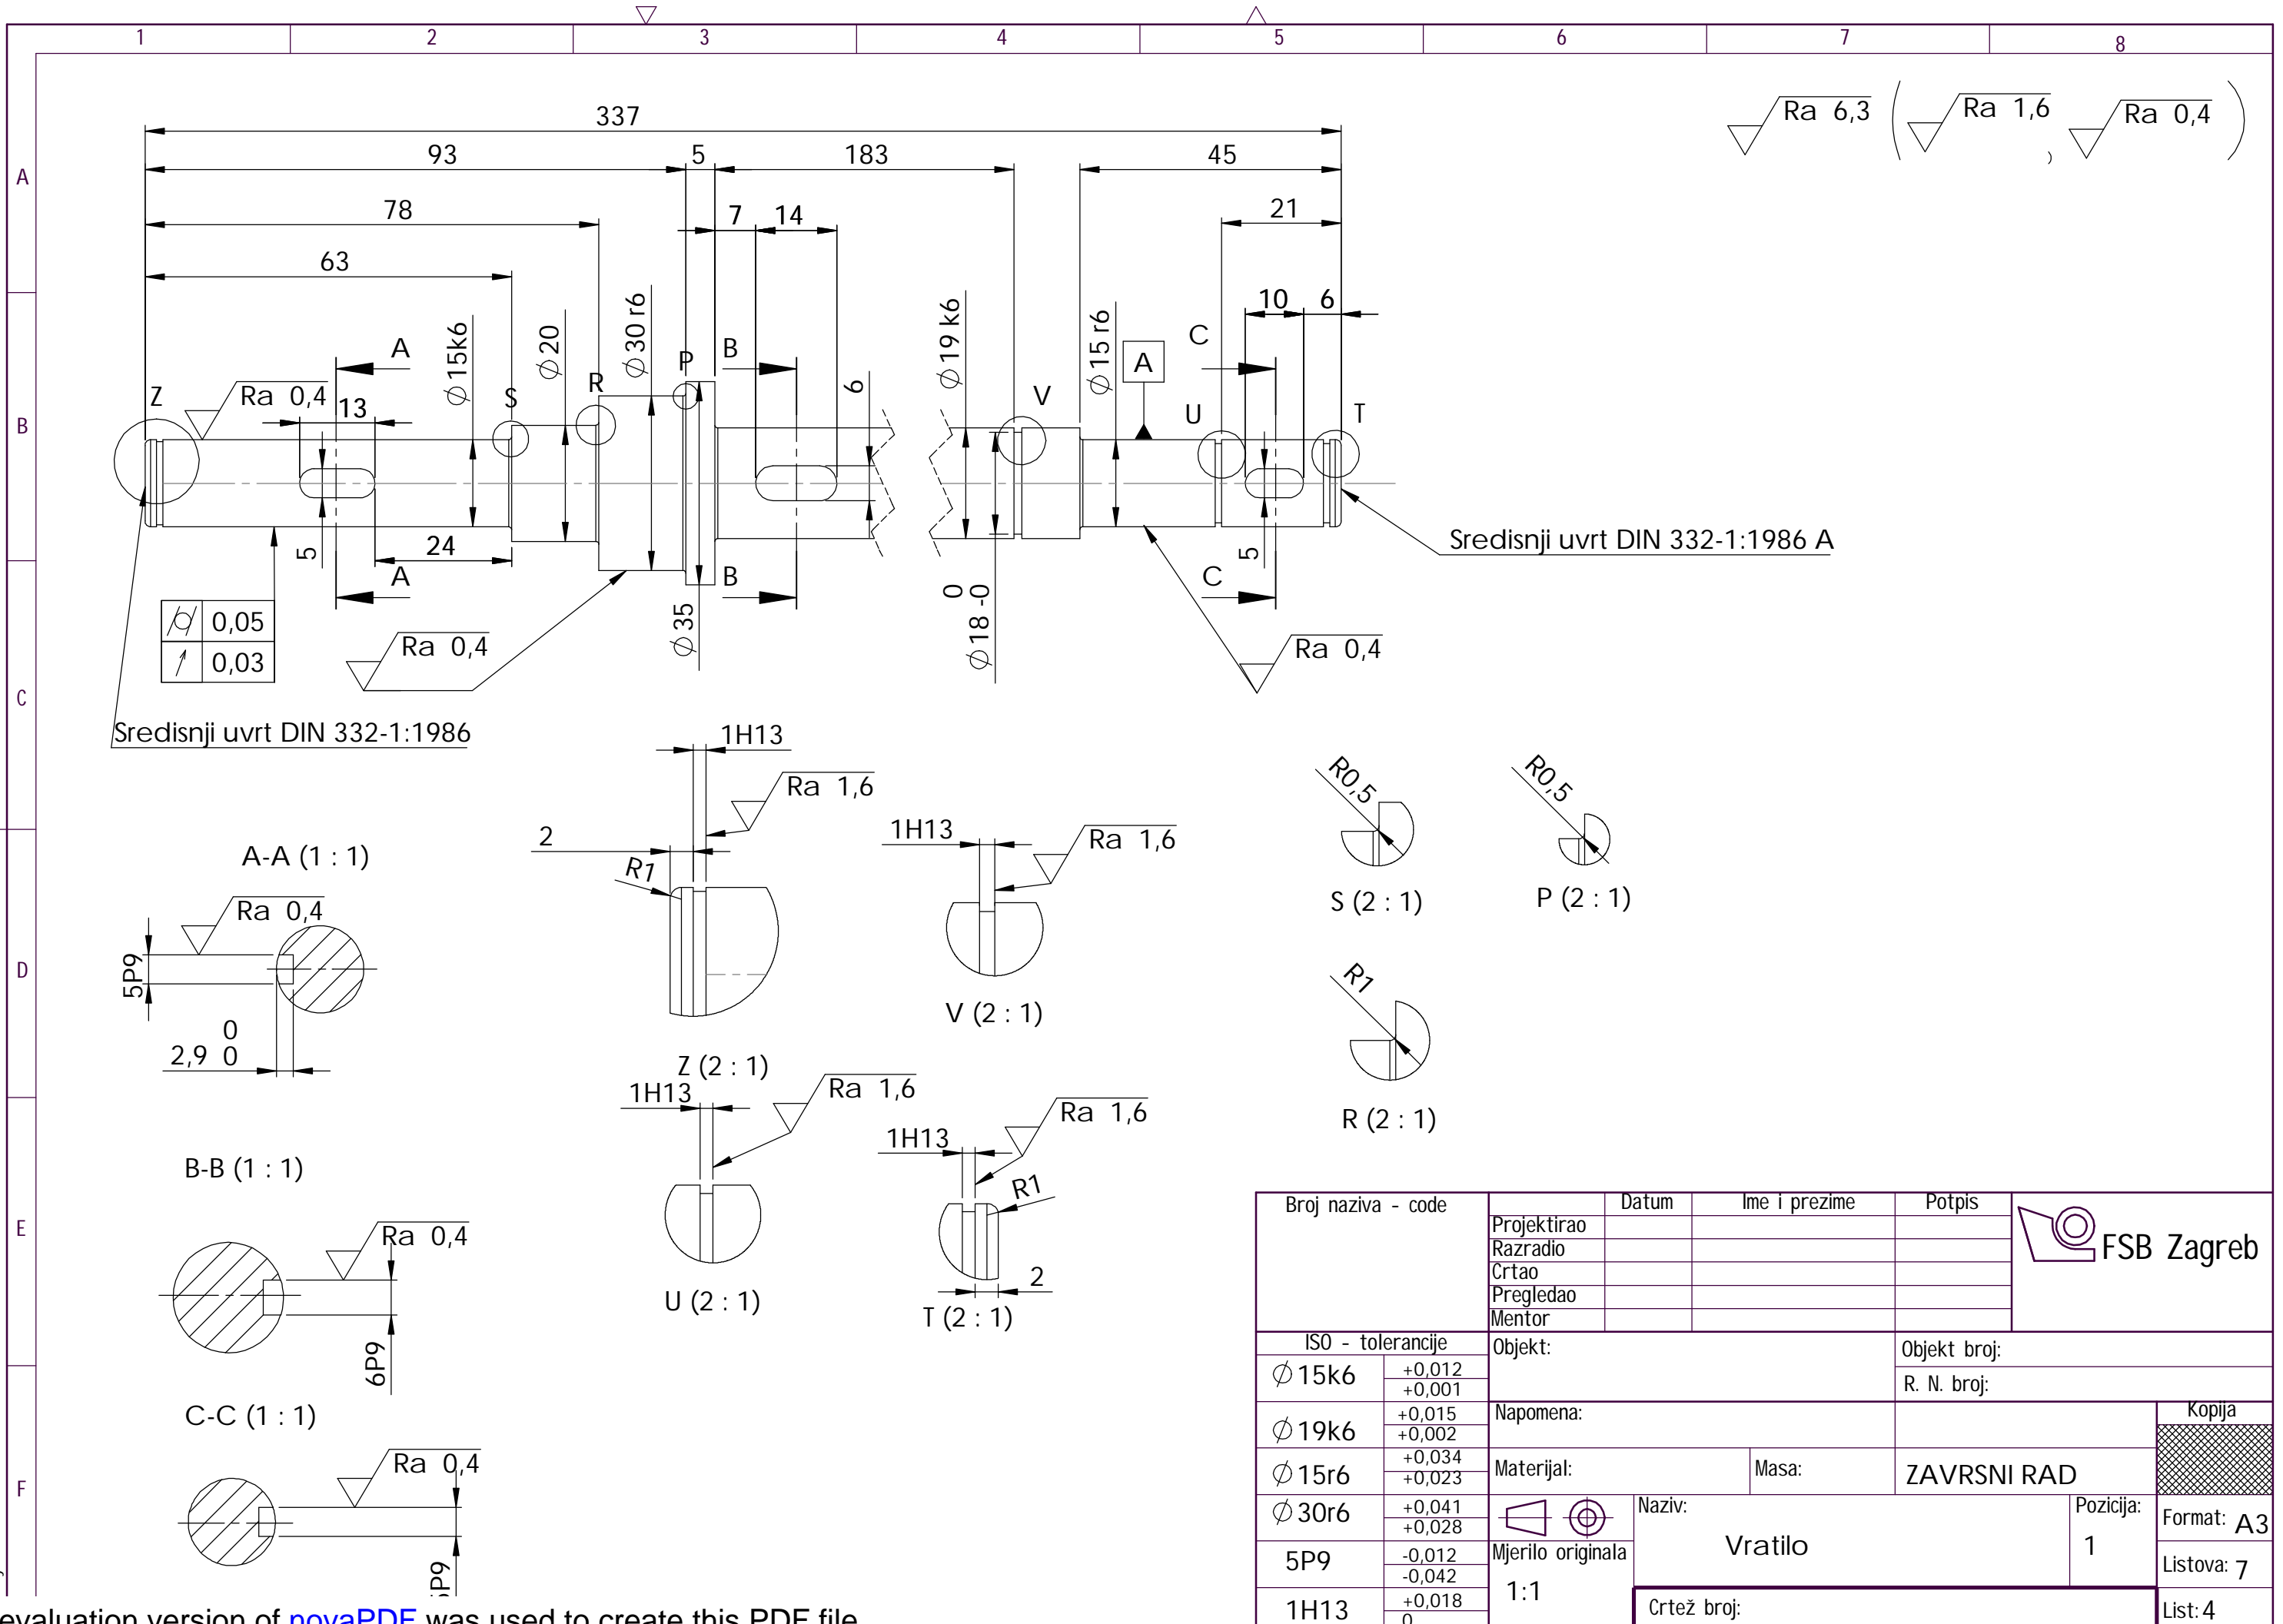 1 2 3 4 5 6 7 8
A
B
C
D
E
F
337
93 5 183 45
78 7 14 21
63
10 6
Ra 6,3 Ra 1,6 , Ra 0,4
Z Ra 0,4 13 A ∅15k6 S ∅20 R ∅30 r6 P B 6 ∅19 k6 V ∅15 r6 A C U T
5 24 A
B
∅35
0
∅18 -0
5
C
0,05
0,03
Ra 0,4
Ra 0,4
Sredisnji uvrt DIN 332-1:1986 A
Sredisnji uvrt DIN 332-1:1986
1H13
Ra 1,6
2
R1
Z (2 : 1)
1H13
Ra 1,6
V (2 : 1)
R0,5
S (2 : 1)
R0,5
P (2 : 1)
R1
R (2 : 1)
A-A (1 : 1)
Ra 0,4
5P9
0
2,9 0
1H13
Ra 1,6
U (2 : 1)
1H13
Ra 1,6
R1
2
T (2 : 1)
B-B (1 : 1)
Ra 0,4
6P9
C-C (1 : 1)
Ra 0,4
Broj naziva - code
Datum Ime i prezime Potpis
Projektirao
Razradio
Crtao
Pregledao
Mentor
FSB Zagreb
ISO - tolerancije
∅15k6 +0,012
+0,001
∅19k6 +0,015
+0,002
∅15r6 +0,034
+0,023
∅30r6 +0,041
+0,028
5P9 -0,012
-0,042
1H13 +0,018
0
Objekt:
Objekt broj:
R. N. broj:
Napomena:
Kopija
Materijal:
Masa:
ZAVRSNI RAD
Naziv:
Vratilo
Pozicija:
1
Format: A3
Mjerilo originala
1:1
Listova: 7
Crtež broj:
List: 4
evaluation version of novaPDF was used to create this PDF file